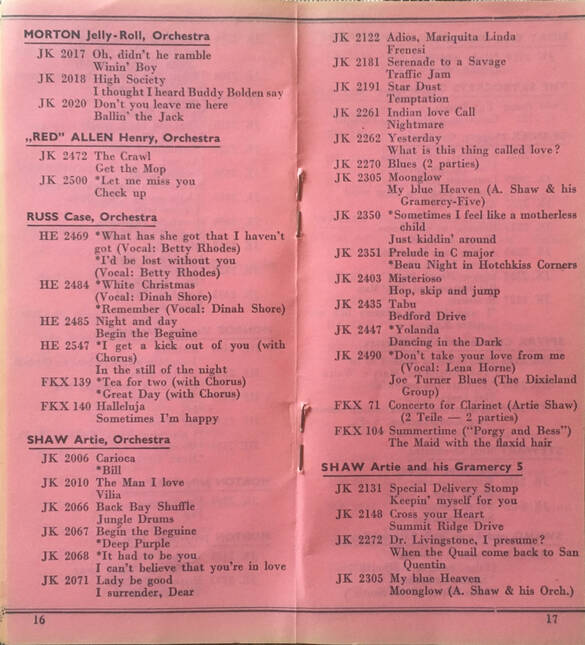 MORTON Jelly-Roll, Orchestra
JK 2017 Oh, didn't he ramble
Winin' Boy
JK 2018 High Society
I thought I heard Buddy Bolden say
JK 2020 Don't you leave me here
Ballin' the Jack
„RED" ALLEN Henry, Orchestra
JK 2472 The Crawl
Get the Mop
JK 2500 *Let me miss you
Check up
RUSS Case, Orchestra
HE 2469 *What has she got that I haven't
got (Vocal: Betty Rhodes)
*I'd be lost without you
(Vocal: Betty Rhodes)
HE 2484 *White Christmas
(Vocal: Dinah Shore)
*Remember (Vocal: Dinah Shore)
HE 2485 Night and day
Begin the Beguine
HE 2547 *I get a kick out of you (with
Chorus)
In the still of the night
FKX 139 *Tea for two (with Chorus)
*Great Day (with Chorus)
FKX 140 Halleluja
Sometimes I'm happy
SHAW Artie, Orchestra
JK 2006 Carioca
*Bill
JK 2010 The Man I love
Vilia
JK 2066 Back Bay Shuffle
Jungle Drums
JK 2067 Begin the Beguine
*Deep Purple
JK 2068 *It had to be you
I can't believe that you're in love
JK 2071 Lady be good
I surrender, Dear
16
JK 2122 Adios, Mariquita Linda
Frenesi
JK 2181 Serenade to a Savage
Traffic Jam
JK 2191 Star Dust
Temptation
JK 2261 Indian love Call
Nightmare
JK 2262 Yesterday
What is this thing called love?
JK 2270 Blues (2 parties)
JK 2305 Moonglow
My blue Heaven (A. Shaw & his
Gramercy-Five)
JK 2350 *Sometimes I feel like a motherless
child
Just kiddin' around
JK 2351 Prelude in C major
*Beau Night in Hotchkiss Corners
JK 2403 Misterioso
Hop, skip and jump
JK 2435 Tabu
Bedford Drive
JK 2447 *Yolanda
Dancing in the Dark
JK 2490 *Don't take your love from me
(Vocal: Lena Horne)
Joe Turner Blues (The Dixieland
Group)
FKX 71 Concerto for Clarinet (Artie Shaw)
(2 Teile — 2 parties)
FKX 104 Summertime ("Porgy and Bess")
The Maid with the flaxid hair
SHAW Artie and his Gramercy 5
JK 2131 Special Delivery Stomp
Keepin' myself for you
JK 2148 Cross your Heart
Summit Ridge Drive
JK 2272 Dr. Livingstone, I presume?
When the Quail come back to San
Quentin
JK 2305 My blue Heaven
Moonglow (A. Shaw & his Orch.)
17